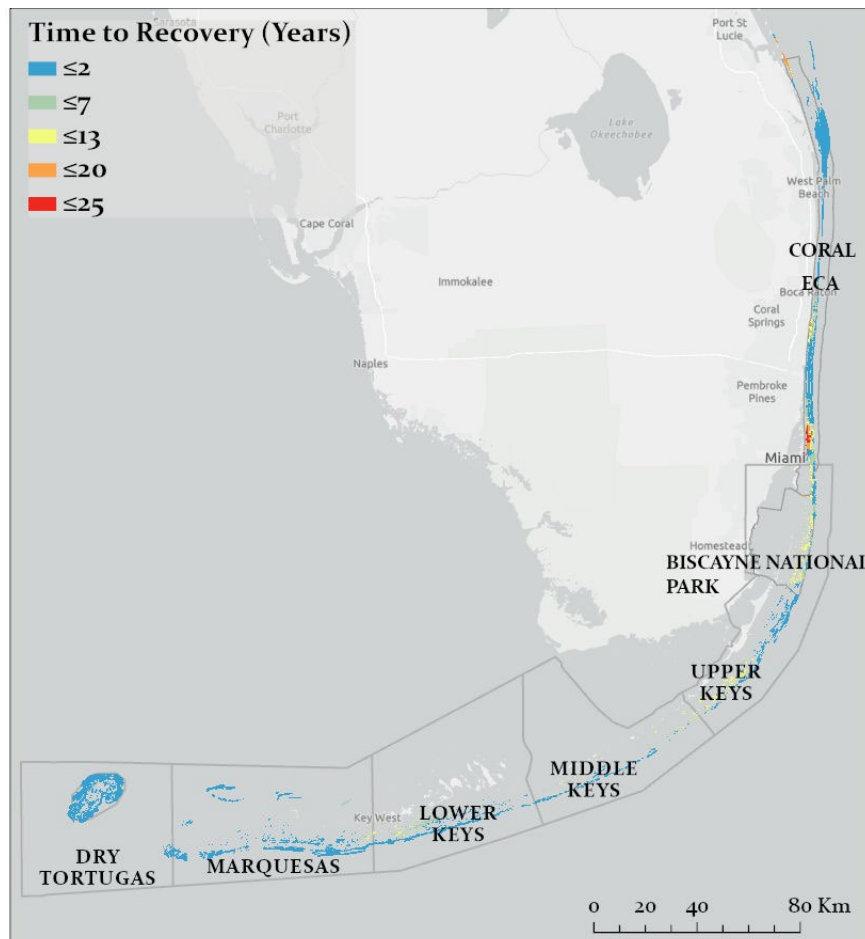 Sarasota
Time to Recovery (Years)
≤2
≤7
≤13
≤20
≤25
Port St
Lucie
Port
Charlotte
Lake
Okeechobee
West Palm
Beach
Cape Coral
CORAL
ECA
Immokalee
Boca Raton
Coral
Springs
Naples
Pembroke
Pines
Miami
Homestead
BISCAYNE NATIONAL
PARK
UPPER
KEYS
MIDDLE
KEYS
Key West
LOWER
KEYS
DRY
TORTUGAS
MARQUESAS
0 20 40 80 Km